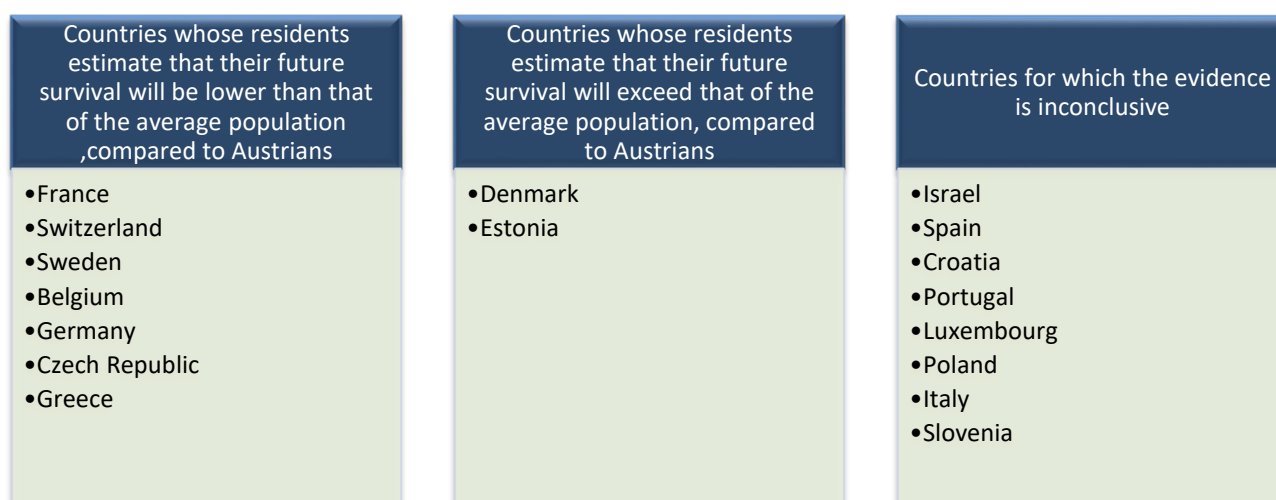 Countries whose residents
estimate that their future
survival will be lower than that
of the average population
,compared to Austrians
•France
•Switzerland
•Sweden
•Belgium
•Germany
•Czech Republic
•Greece
Countries whose residents
estimate that their future
survival will exceed that of the
average population, compared
to Austrians
•Denmark
•Estonia
Countries for which the evidence
is inconclusive
•Israel
•Spain
•Croatia
•Portugal
•Luxembourg
•Poland
•Italy
•Slovenia